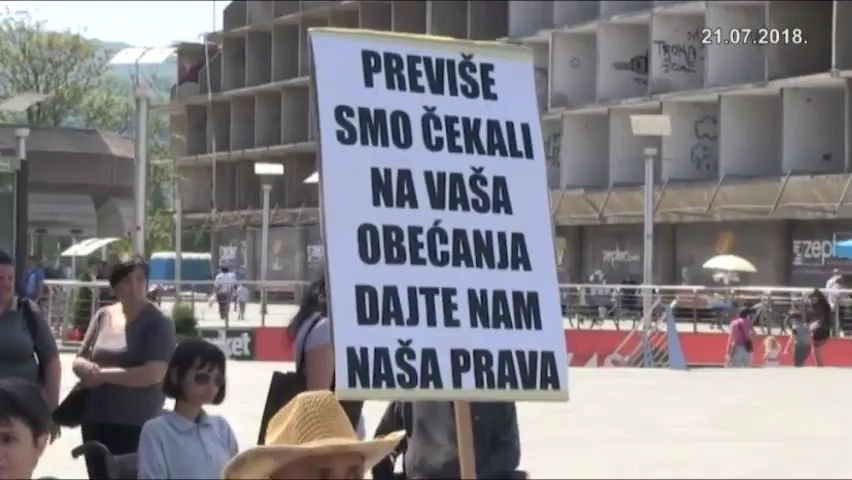 21.07.2018.
PREVIŠE
SMO ČEKALI
NA VAŠA
OBEĆANJA
DAJTE NAM
NAŠA PRAVA